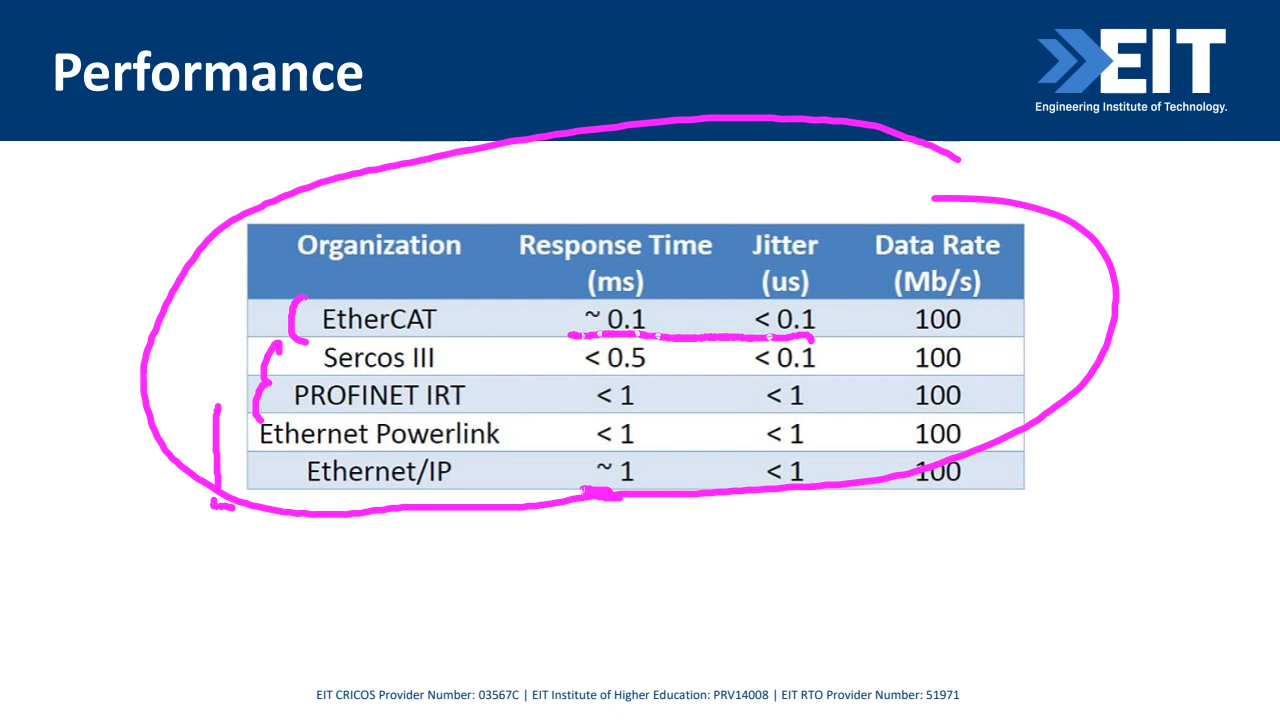 Performance
EIT
Engineering Institute of Technology.
Organization Response Time (ms) Jitter (us) Data Rate (Mb/s)
EtherCAT ~ 0.1 < 0.1 100
Sercos III < 0.5 < 0.1 100
PROFINET IRT < 1 < 1 100
Ethernet Powerlink < 1 < 1 100
Ethernet/IP ~ 1 < 1 100
EIT CRICOS Provider Number: 03567C | EIT Institute of Higher Education: PRV14008 | EIT RTO Provider Number: 51971